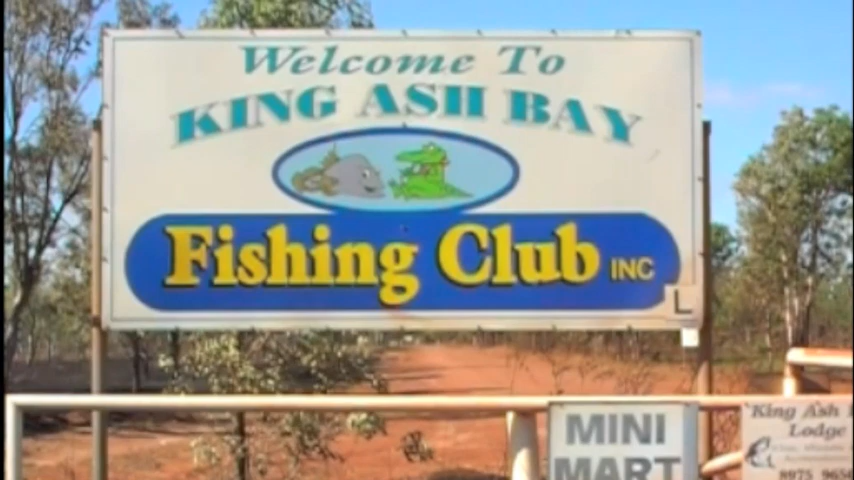 Welcome To
KING ASH BAY
Fishing Club INC
L
MINI
MART
King Ash
Lodge
8975